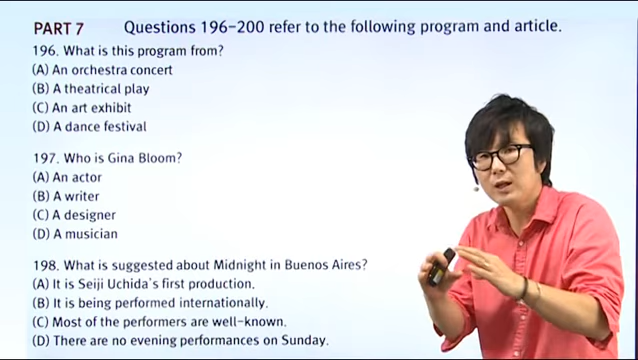 PART 7 Questions 196–200 refer to the following program and article.
196. What is this program from?
(A) An orchestra concert
(B) A theatrical play
(C) An art exhibit
(D) A dance festival
197. Who is Gina Bloom?
(A) An actor
(B) A writer
(C) A designer
(D) A musician
198. What is suggested about Midnight in Buenos Aires?
(A) It is Seiji Uchida's first production.
(B) It is being performed internationally.
(C) Most of the performers are well-known.
(D) There are no evening performances on Sunday.